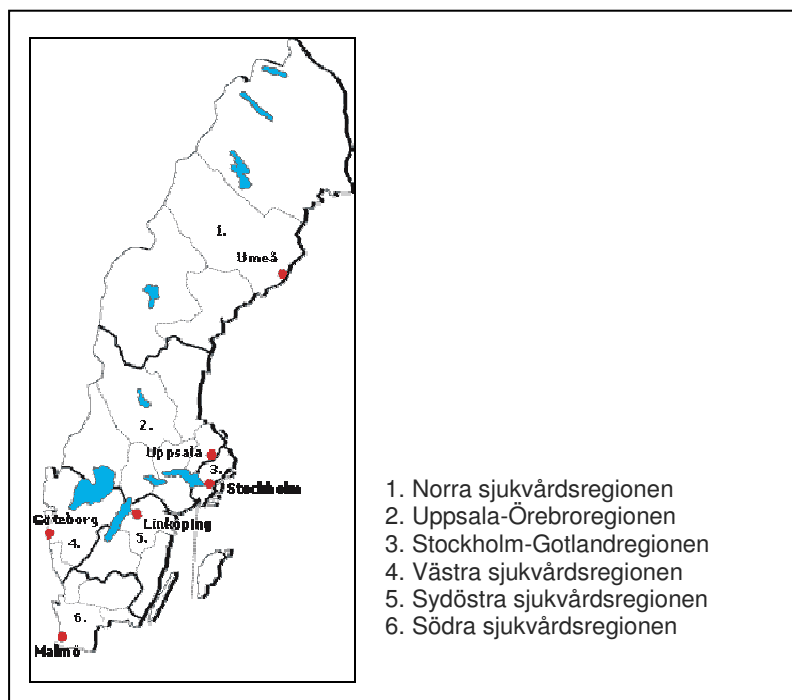 1.
Umeå
2.
Uppsala
3.
Stockholm
Göteborg
Linköping
4.
5.
6.
Malmö
1. Norra sjukvårdsregionen
2. Uppsala-Örebroregionen
3. Stockholm-Gotlandregionen
4. Västra sjukvårdsregionen
5. Sydöstra sjukvårdsregionen
6. Södra sjukvårdsregionen